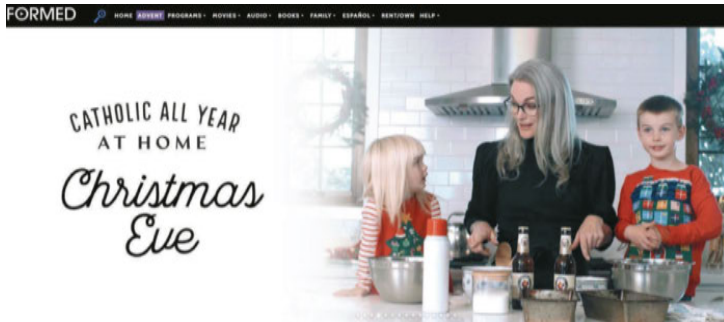 FORMED
HOME ADVENT PROGRAMS MOVIES AUDIO BOOKS FAMILY ESPAÑOL RENT/OWN HELP
CATHOLIC ALL YEAR
AT HOME
Christmas
Eve